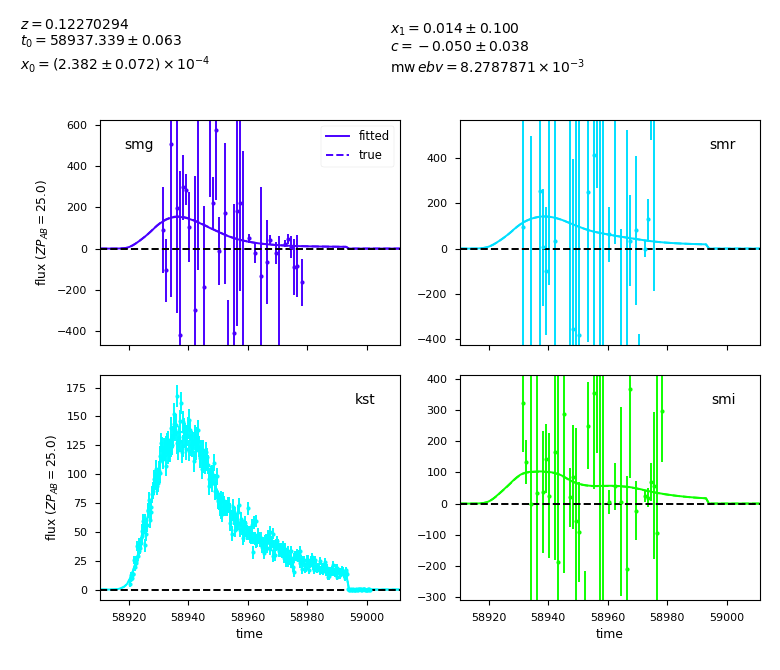 z = 0.12270294
t₀ = 58937.339 ± 0.063
x₀ = (2.382 ± 0.072) × 10⁻⁴
x₁ = 0.014 ± 0.100
c = −0.050 ± 0.038
mw ebv = 8.2787871 × 10⁻³
600
400
200
0
−200
−400
flux (ZP_AB = 25.0)
smg
fitted
true
400
200
0
−200
−400
smr
175
150
125
100
75
50
25
0
flux (ZP_AB = 25.0)
kst
58920 58940 58960 58980 59000
time
400
300
200
100
0
−100
−200
−300
smi
58920 58940 58960 58980 59000
time